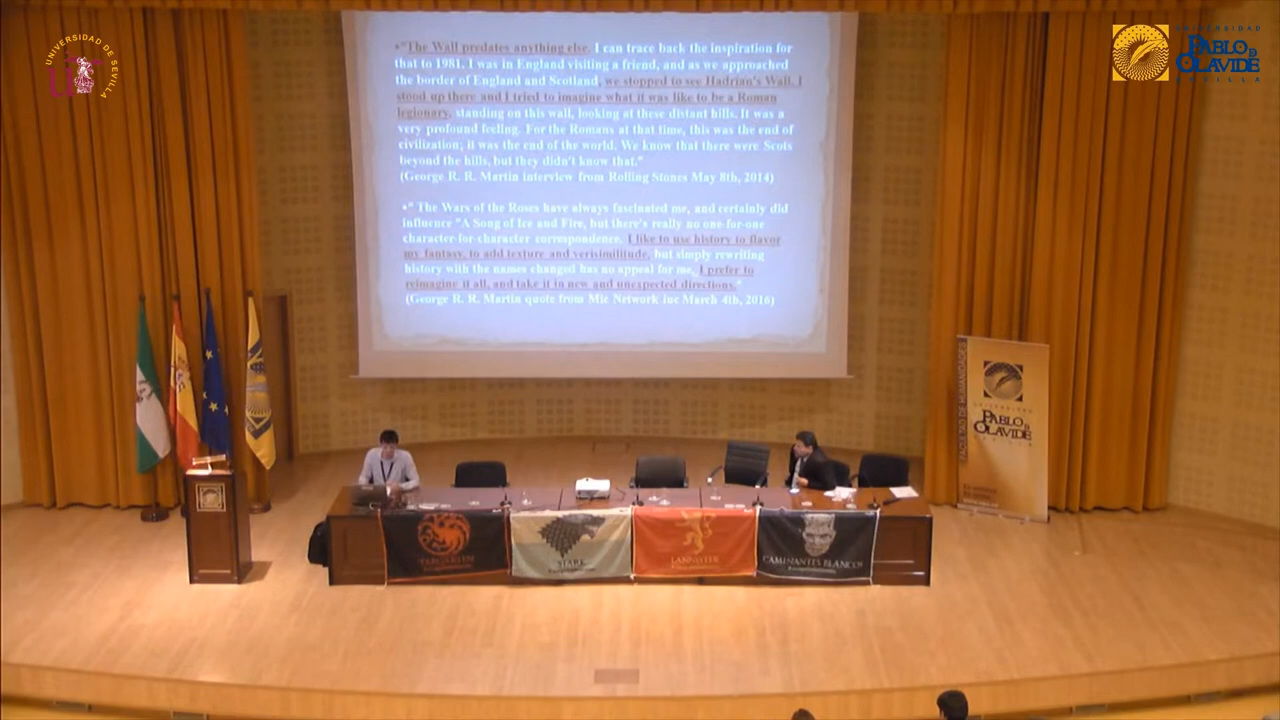 UNIVERSIDAD DE SEVILLA
•"The Wall predates anything else. I can trace back the inspiration for
that to 1981. I was in England visiting a friend, and as we approached
the border of England and Scotland, we stopped to see Hadrian's Wall. I
stood up there and I tried to imagine what it was like to be a Roman
legionary, standing on this wall, looking at these distant hills. It was a
very profound feeling. For the Romans at that time, this was the end of
civilization; it was the end of the world. We know that there were Scots
beyond the hills, but they didn't know that."
(George R. R. Martin interview from Rolling Stones May 8th, 2014)
•" The Wars of the Roses have always fascinated me, and certainly did
influence "A Song of Ice and Fire, but there's really no one-for-one
character-for-character correspondence. I like to use history to flavor
my fantasy, to add texture and verisimilitude, but simply rewriting
history with the names changed has no appeal for me. I prefer to
reimagine it all, and take it in new and unexpected directions."
(George R. R. Martin quote from Mic Network Inc March 4th, 2016)
UNIVERSIDAD
PABLO DE
OLAVIDE
SEVILLA
FACULTAD DE HUMANIDADES
UNIVERSIDAD
PABLO DE
OLAVIDE
SEVILLA
TARGARYEN
STARK
LANNISTER
CAMINANTES BLANCOS